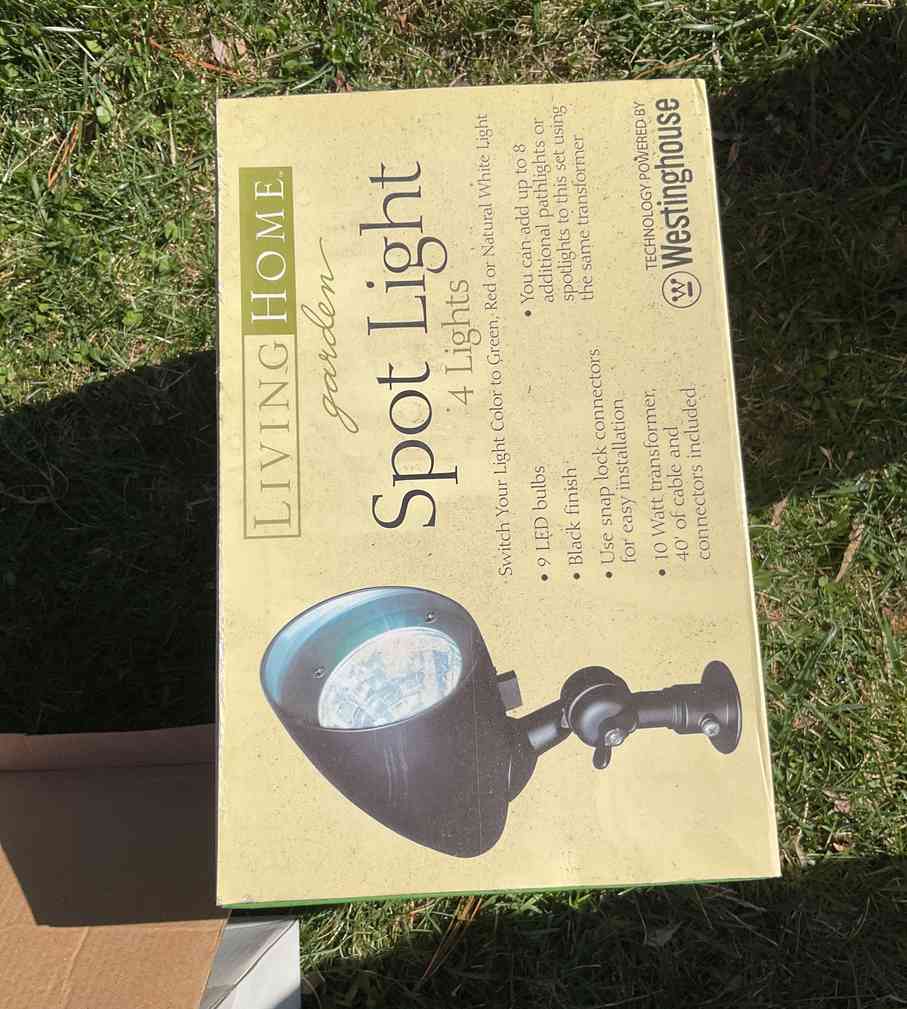 LIVING HOME™
garden
Spot Light
4 Lights
Switch Your Light Color to Green, Red or Natural White Light
• 9 LED bulbs
• Black finish
• Use snap lock connectors
for easy installation
• 10 Watt transformer,
40' of cable and
connectors included
• You can add up to 8
additional pathlights or
spotlights to this set using
the same transformer
TECHNOLOGY POWERED BY
W Westinghouse